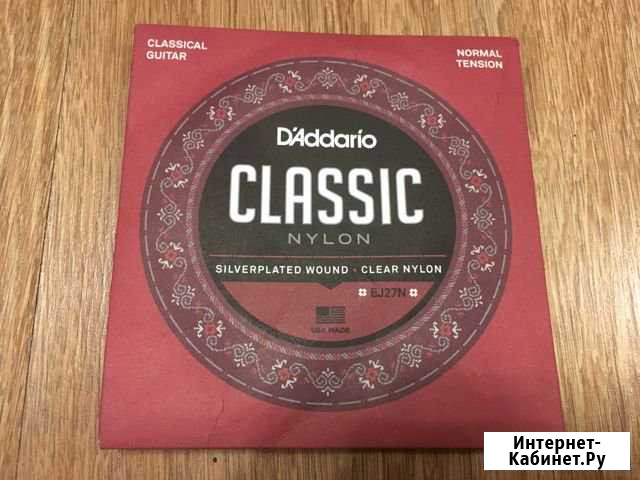 CLASSICAL
GUITAR
NORMAL
TENSION
D'Addario
CLASSIC
NYLON
SILVERPLATED WOUND · CLEAR NYLON
EJ27N
USA MADE
Интернет-
Кабинет.Ру